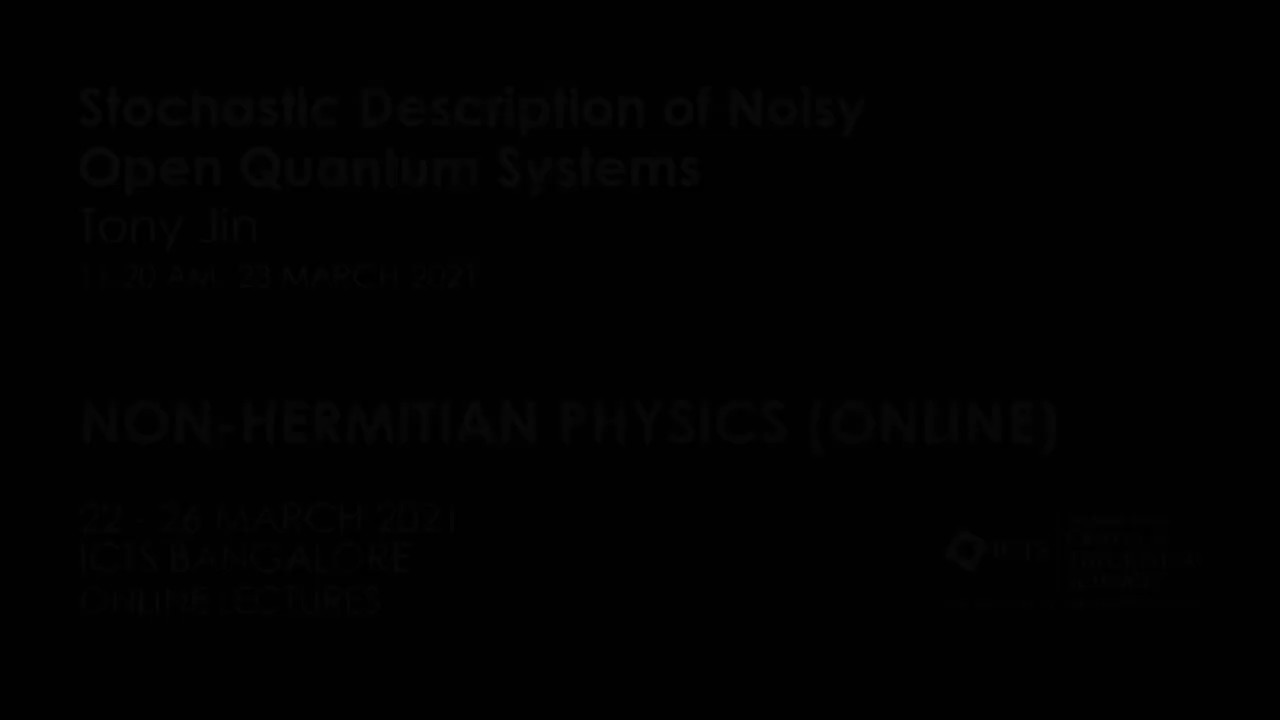 Stochastic Description of Noisy
Open Quantum Systems
Tony Jin
11:20 AM, 23 MARCH 2021
NON-HERMITIAN PHYSICS (ONLINE)
22 - 26 MARCH 2021
ICTS BANGALORE
ONLINE LECTURES
ICTS